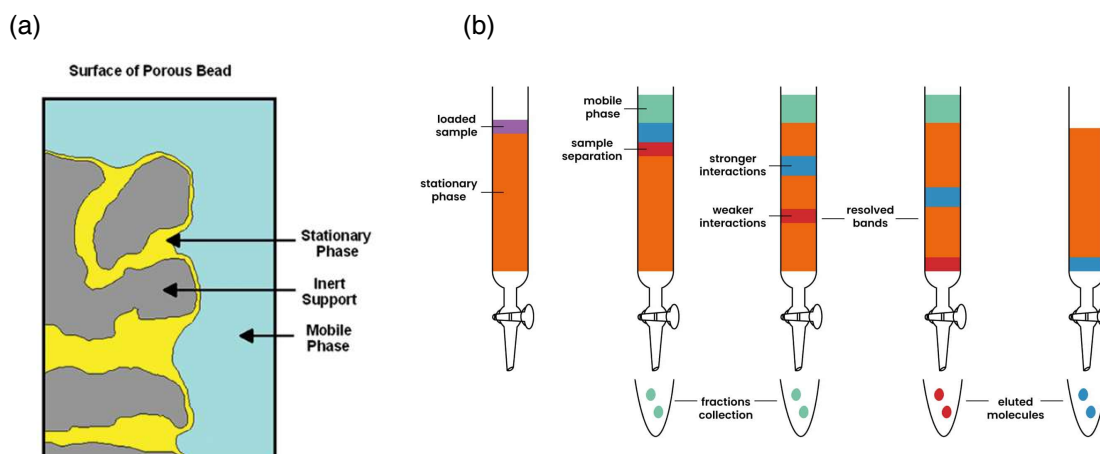 (a)
Surface of Porous Bead
Stationary
Phase
Inert
Support
Mobile
Phase
(b)
loaded
sample
stationary
phase
mobile
phase
sample
separation
stronger
interactions
weaker
interactions
resolved
bands
fractions
collection
eluted
molecules